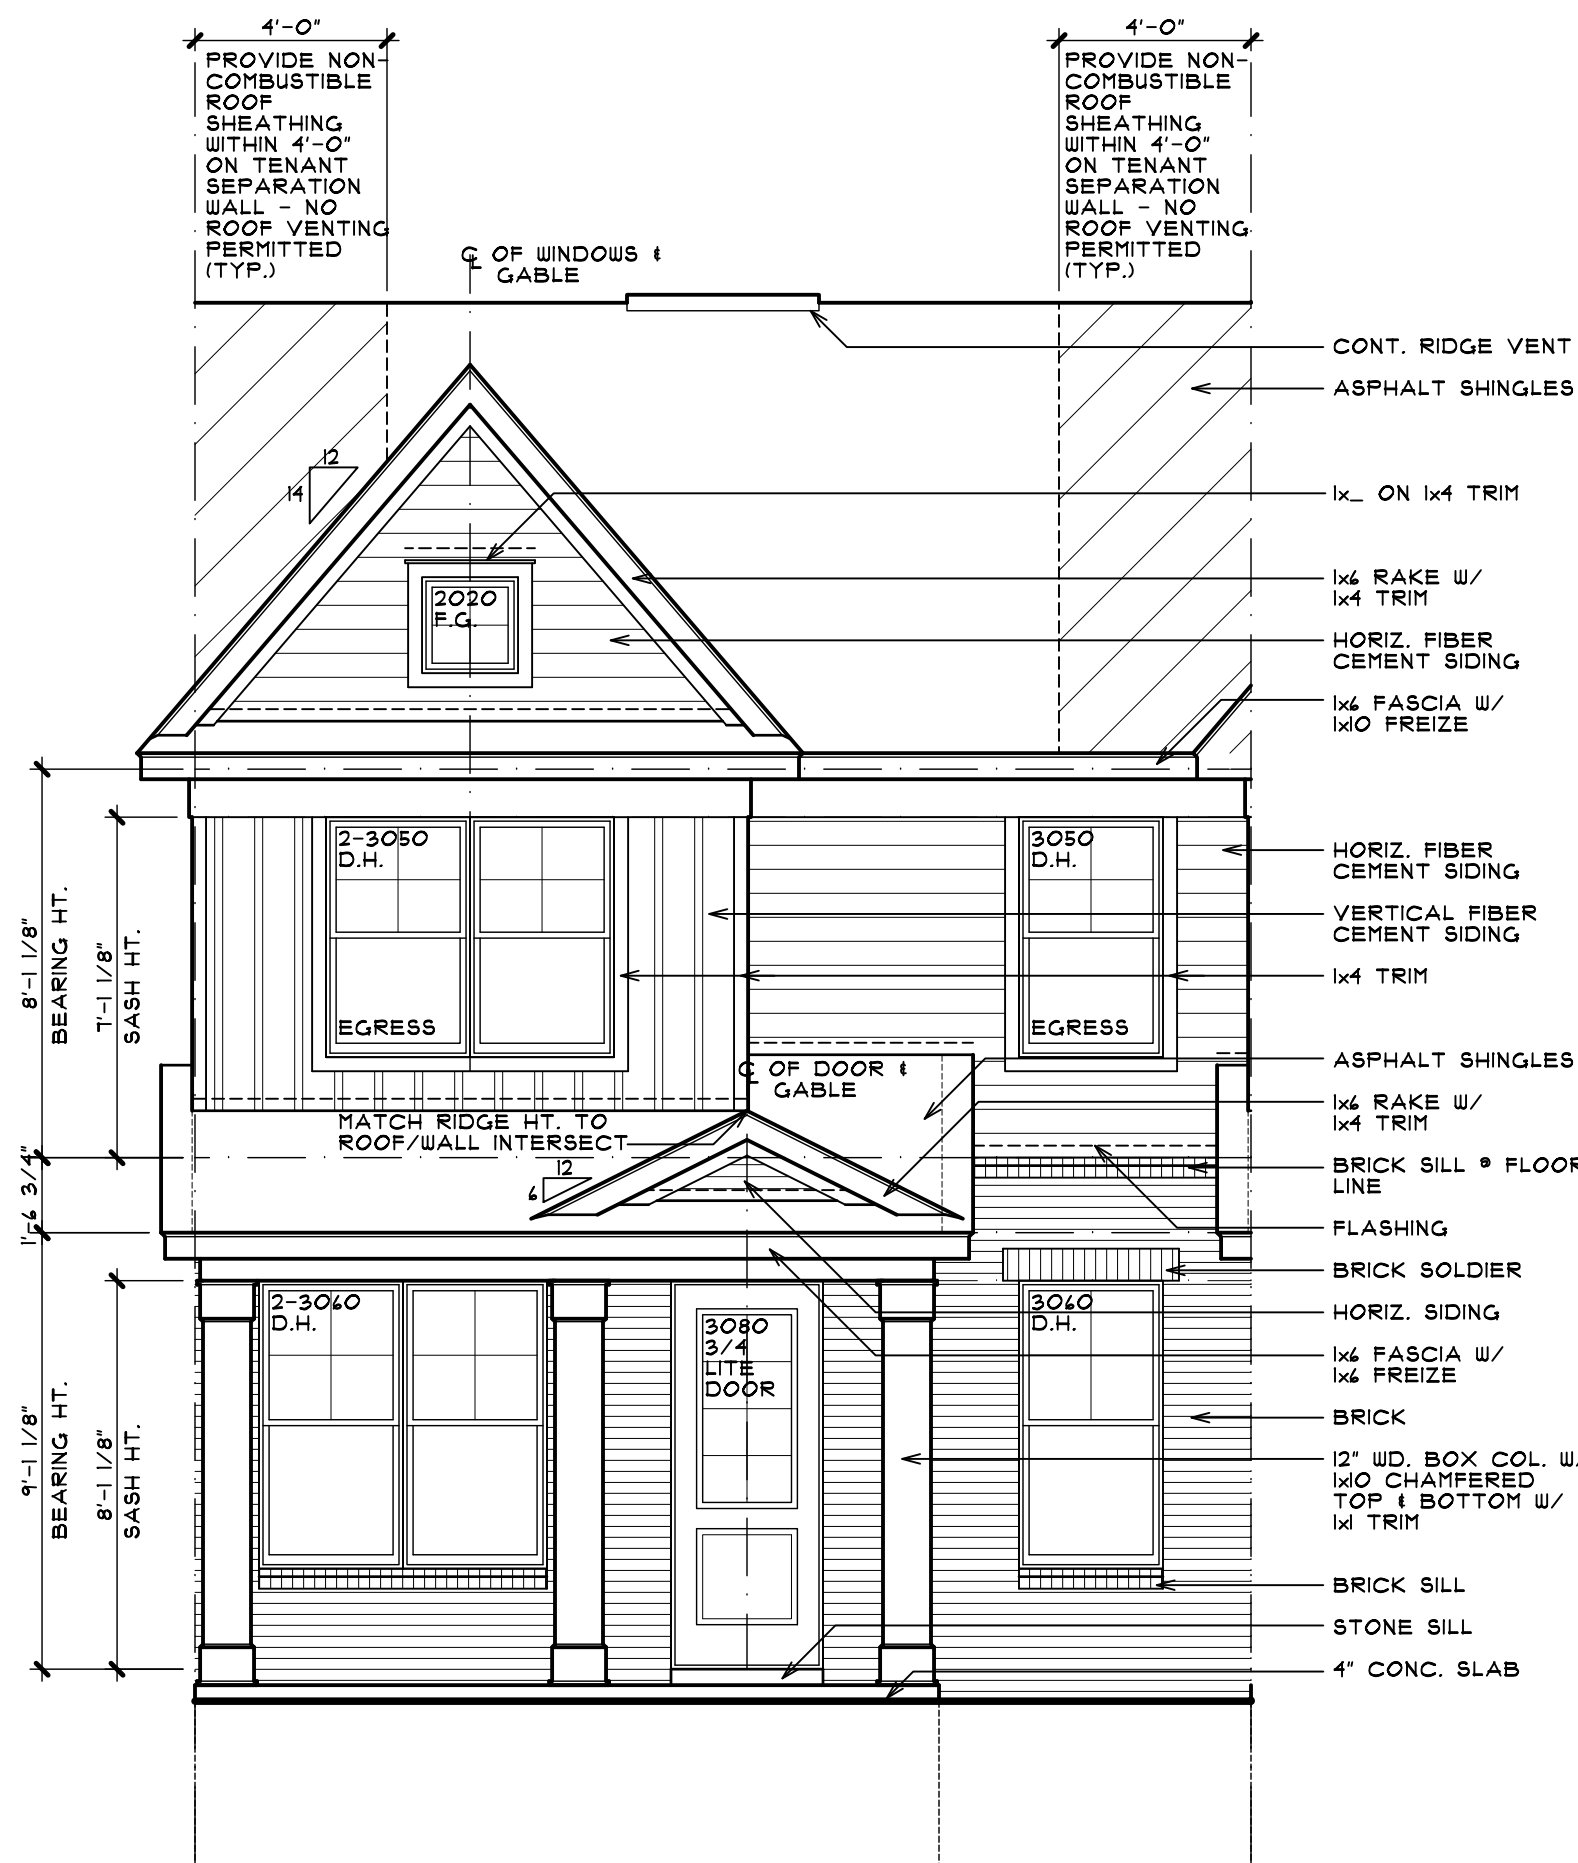 4'-0"
PROVIDE NON-
COMBUSTIBLE
ROOF
SHEATHING
WITHIN 4'-0"
ON TENANT
SEPARATION
WALL - NO
ROOF VENTING
PERMITTED
(TYP.)
4'-0"
PROVIDE NON-
COMBUSTIBLE
ROOF
SHEATHING
WITHIN 4'-0"
ON TENANT
SEPARATION
WALL - NO
ROOF VENTING
PERMITTED
(TYP.)
℄ OF WINDOWS &
GABLE
CONT. RIDGE VENT
ASPHALT SHINGLES
12
14
1x_ ON 1x4 TRIM
1x6 RAKE W/
1x4 TRIM
2020
F.G.
HORIZ. FIBER
CEMENT SIDING
1x6 FASCIA W/
1x10 FREIZE
2-3050
D.H.
EGRESS
3050
D.H.
EGRESS
HORIZ. FIBER
CEMENT SIDING
VERTICAL FIBER
CEMENT SIDING
1x4 TRIM
8'-1 1/8"
BEARING HT.
7'-1 1/8"
SASH HT.
℄ OF DOOR &
GABLE
ASPHALT SHINGLES
MATCH RIDGE HT. TO
ROOF/WALL INTERSECT
1x6 RAKE W/
1x4 TRIM
12
6
1'-6 3/4"
BRICK SILL @ FLOOR
LINE
FLASHING
BRICK SOLDIER
HORIZ. SIDING
1x6 FASCIA W/
1x6 FREIZE
2-3060
D.H.
3080
3/4
LITE
DOOR
3060
D.H.
9'-1 1/8"
BEARING HT.
8'-1 1/8"
SASH HT.
BRICK
12" WD. BOX COL. W/
1x10 CHAMFERED
TOP & BOTTOM W/
1x1 TRIM
BRICK SILL
STONE SILL
4" CONC. SLAB